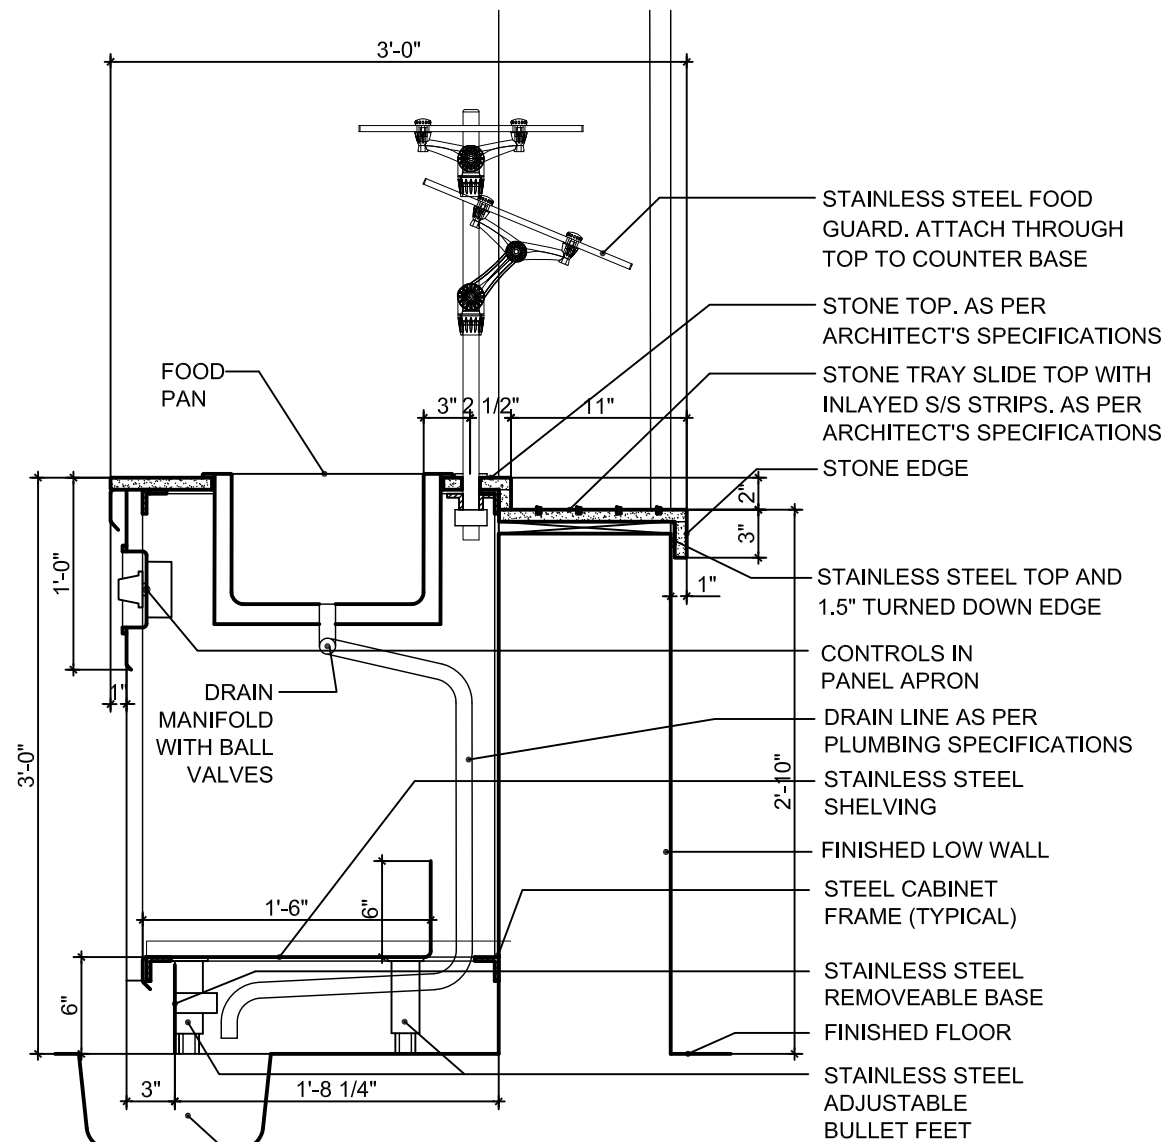 3'-0"
STAINLESS STEEL FOOD
GUARD. ATTACH THROUGH
TOP TO COUNTER BASE
STONE TOP. AS PER
ARCHITECT'S SPECIFICATIONS
FOOD
PAN
STONE TRAY SLIDE TOP WITH
INLAYED S/S STRIPS. AS PER
ARCHITECT'S SPECIFICATIONS
3" 2 1/2"
11"
STONE EDGE
2"
3"
1'-0"
1"
STAINLESS STEEL TOP AND
1.5" TURNED DOWN EDGE
CONTROLS IN
PANEL APRON
1"
DRAIN
MANIFOLD
WITH BALL
VALVES
DRAIN LINE AS PER
PLUMBING SPECIFICATIONS
3'-0"
2'-10"
STAINLESS STEEL
SHELVING
FINISHED LOW WALL
1'-6"
6"
STEEL CABINET
FRAME (TYPICAL)
STAINLESS STEEL
REMOVEABLE BASE
6"
FINISHED FLOOR
3"
1'-8 1/4"
STAINLESS STEEL
ADJUSTABLE
BULLET FEET